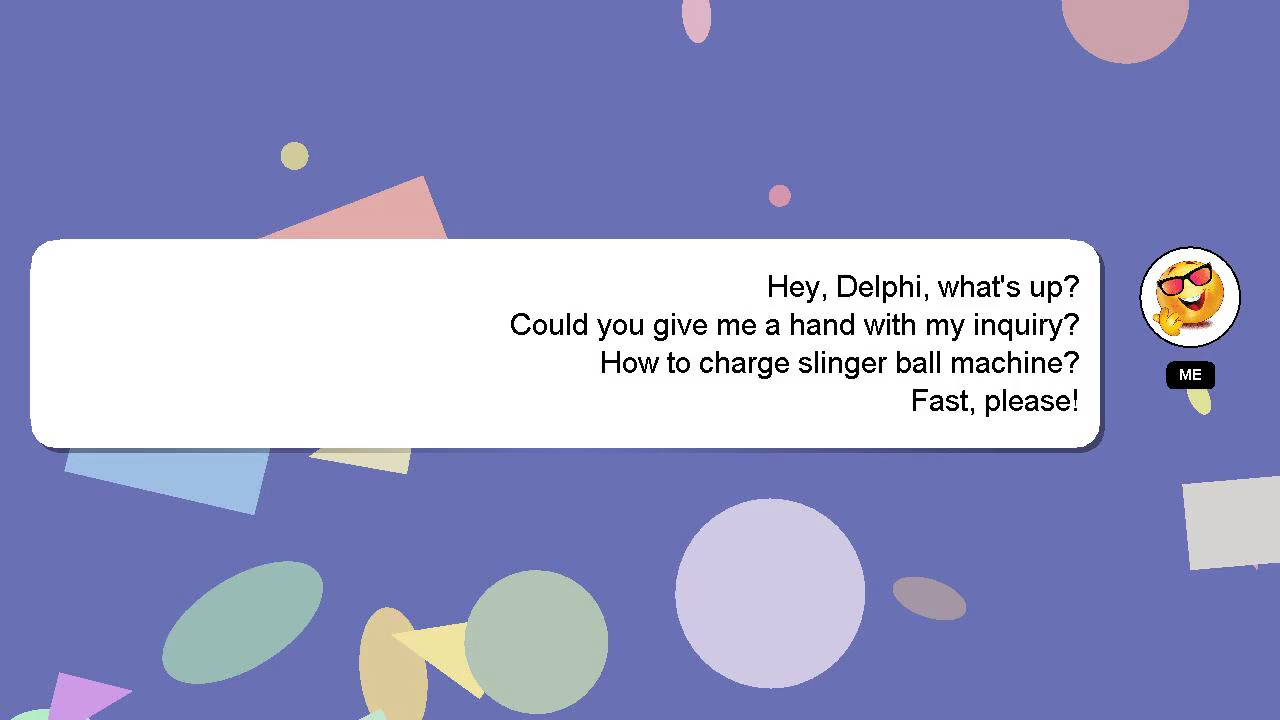 Hey, Delphi, what's up?
Could you give me a hand with my inquiry?
How to charge slinger ball machine?
Fast, please!
ME